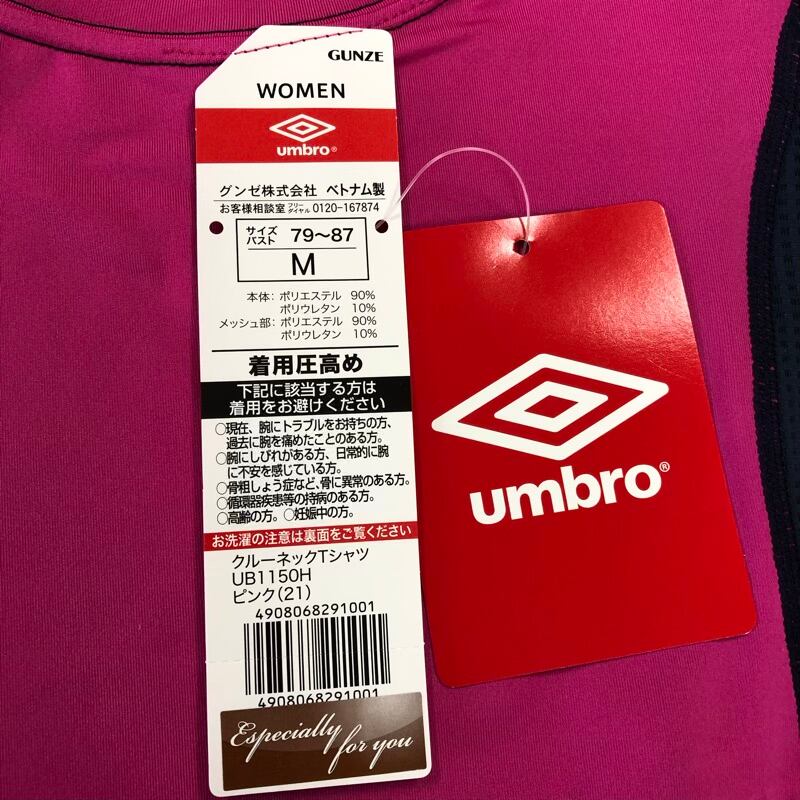 GUNZE
WOMEN
umbro®
グンゼ株式会社 ベトナム製
お客様相談室 フリーダイヤル 0120-167874
サイズ
バスト 79〜87
M
本体: ポリエステル 90%
ポリウレタン 10%
メッシュ部: ポリエステル 90%
ポリウレタン 10%
着用圧高め
下記に該当する方は
着用をお避けください
○現在、腕にトラブルをお持ちの方、
過去に腕を痛めたことのある方。
○腕にしびれがある方、日常的に腕
に不安を感じている方。
○骨粗しょう症など、骨に異常のある方。
○循環器疾患等の持病のある方。
○高齢の方。○妊娠中の方。
お洗濯の注意は裏面をご覧ください
クルーネックTシャツ
UB1150H
ピンク(21)
4908068291001
4908068291001
Especially
for you
umbro®